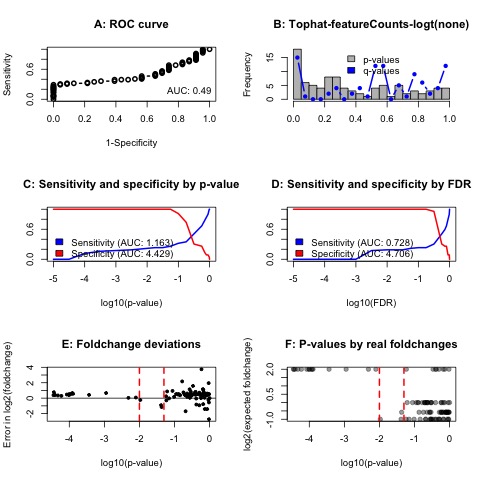 A: ROC curve
Sensitivity
0.6
0.0
AUC: 0.49
0.0 0.2 0.4 0.6 0.8 1.0
1-Specificity
B: Tophat-featureCounts-logt(none)
Frequency
15
5
0
p-values
q-values
0.0 0.2 0.4 0.6 0.8 1.0
C: Sensitivity and specificity by p-value
Sensitivity
0.6
0.0
Sensitivity (AUC: 1.163)
Specificity (AUC: 4.429)
-5 -4 -3 -2 -1 0
log10(p-value)
D: Sensitivity and specificity by FDR
Sensitivity
0.6
0.0
Sensitivity (AUC: 0.728)
Specificity (AUC: 4.706)
-5 -4 -3 -2 -1 0
log10(FDR)
E: Foldchange deviations
Error in log2(foldchange)
4
2
0
-2
-4 -3 -2 -1 0
log10(p-value)
F: P-values by real foldchanges
log2(expected foldchange)
2.0
0.5
-1.0
-4 -3 -2 -1 0
log10(p-value)